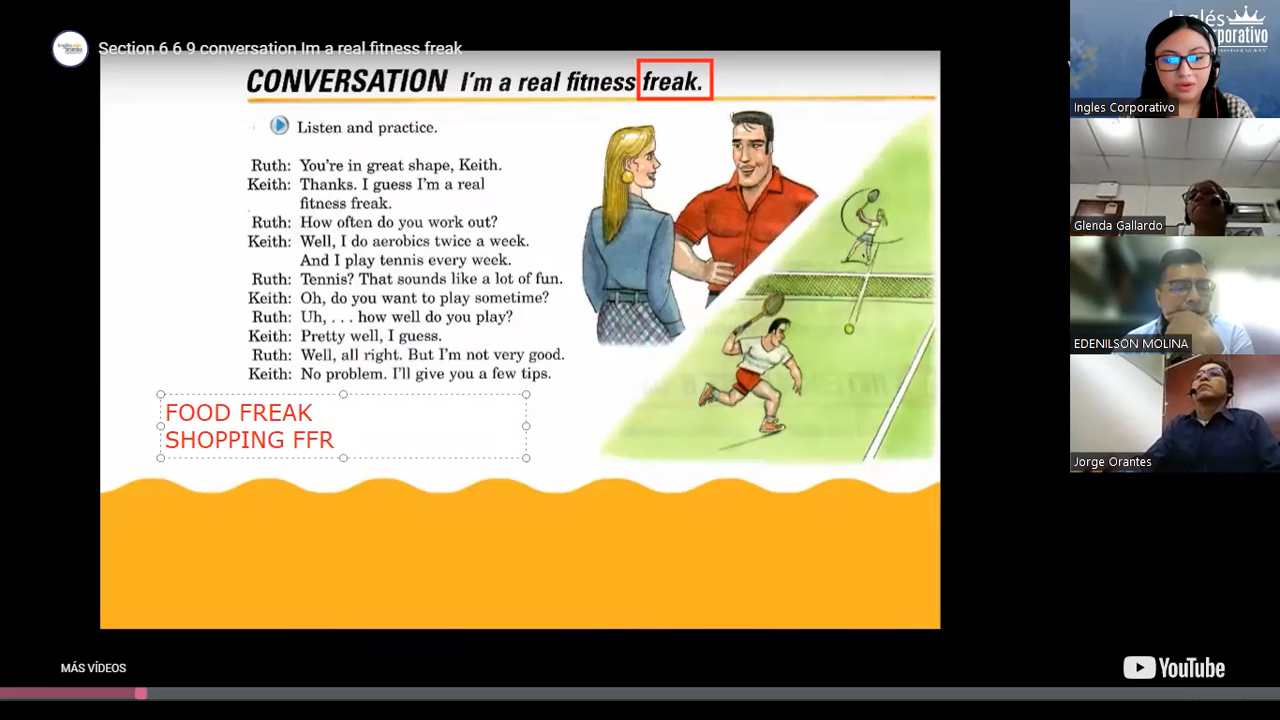 Section 6 6 9 conversation Im a real fitness freak
CONVERSATION I'm a real fitness freak.
Listen and practice.
Ruth: You're in great shape, Keith.
Keith: Thanks. I guess I'm a real
fitness freak.
Ruth: How often do you work out?
Keith: Well, I do aerobics twice a week.
And I play tennis every week.
Ruth: Tennis? That sounds like a lot of fun.
Keith: Oh, do you want to play sometime?
Ruth: Uh, . . . how well do you play?
Keith: Pretty well, I guess.
Ruth: Well, all right. But I'm not very good.
Keith: No problem. I'll give you a few tips.
FOOD FREAK
SHOPPING FFR
MÁS VÍDEOS
YouTube
Inglés
Corporativo
Ingles Corporativo
Glenda Gallardo
EDENILSON MOLINA
Jorge Orantes